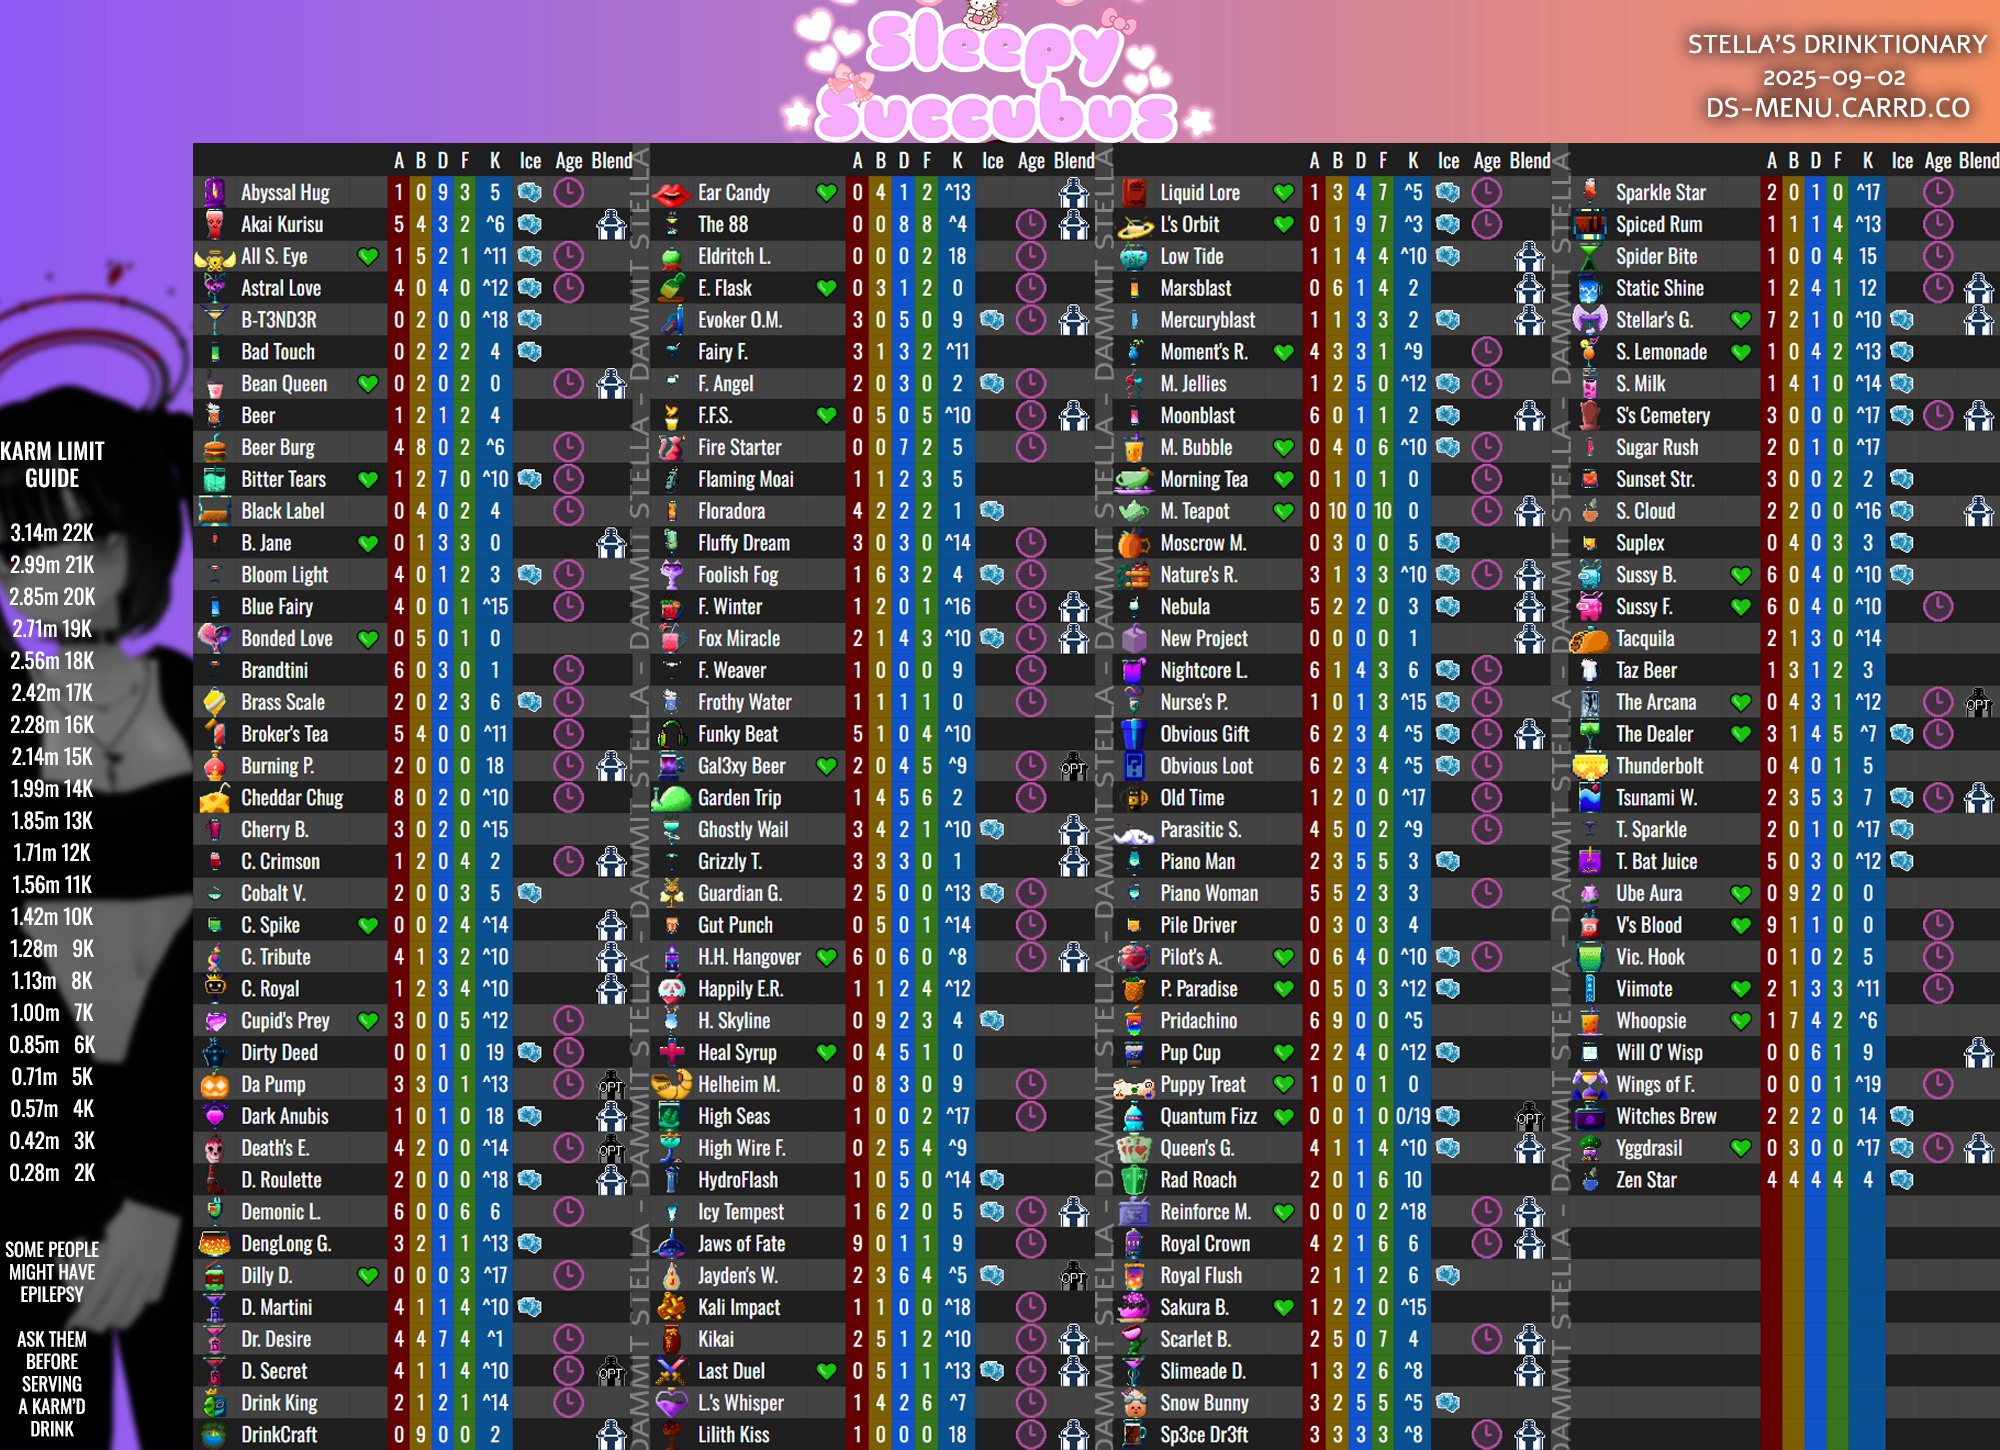 Sleepy
Succubus
STELLA'S DRINKTIONARY
2025-09-02
DS-MENU.CARRD.CO
KARM LIMIT
GUIDE
3.14m 22K
2.99m 21K
2.85m 20K
2.71m 19K
2.56m 18K
2.42m 17K
2.28m 16K
2.14m 15K
1.99m 14K
1.85m 13K
1.71m 12K
1.56m 11K
1.42m 10K
1.28m 9K
1.13m 8K
1.00m 7K
0.85m 6K
0.71m 5K
0.57m 4K
0.42m 3K
0.28m 2K
SOME PEOPLE
MIGHT HAVE
EPILEPSY
ASK THEM
BEFORE
SERVING
A KARM'D
DRINK
A B D F K Ice Age Blend
Abyssal Hug 1 0 9 3 5
Akai Kurisu 5 4 3 2 ^6
All S. Eye 1 5 2 1 ^11
Astral Love 4 0 4 0 ^12
B-T3ND3R 0 2 0 0 ^18
Bad Touch 0 2 2 2 4
Bean Queen 0 2 0 2 0
Beer 1 2 1 2 4
Beer Burg 4 8 0 2 ^6
Bitter Tears 1 2 7 0 ^10
Black Label 0 4 0 2 4
B. Jane 0 1 3 3 0
Bloom Light 4 0 1 2 3
Blue Fairy 4 0 0 1 ^15
Bonded Love 0 5 0 1 0
Brandtini 6 0 3 0 1
Brass Scale 2 0 2 3 6
Broker's Tea 5 4 0 0 ^11
Burning P. 2 0 0 0 18
Cheddar Chug 8 0 2 0 ^10
Cherry B. 3 0 2 0 ^15
C. Crimson 1 2 0 4 2
Cobalt V. 2 0 0 3 5
C. Spike 0 0 2 4 ^14
C. Tribute 4 1 3 2 ^10
C. Royal 1 2 3 4 ^10
Cupid's Prey 3 0 0 5 ^12
Dirty Deed 0 0 1 0 19
Da Pump 3 3 0 1 ^13 OPT
Dark Anubis 1 0 1 0 18
Death's E. 4 2 0 0 ^14 OPT
D. Roulette 2 0 0 0 ^18
Demonic L. 6 0 0 6 6
DengLong G. 3 2 1 1 ^13
Dilly D. 0 0 0 3 ^17
D. Martini 4 1 1 4 ^10
Dr. Desire 4 4 7 4 ^1
D. Secret 4 1 1 4 ^10 OPT
Drink King 2 1 2 1 ^14
DrinkCraft 0 9 0 0 2
DAMMIT STELLA - DAMMIT STELLA - DAMMIT STELLA - DAMMIT STELLA
A B D F K Ice Age Blend
Ear Candy 0 4 1 2 ^13
The 88 0 0 8 8 ^4
Eldritch L. 0 0 0 2 18
E. Flask 0 3 1 2 0
Evoker O.M. 3 0 5 0 9
Fairy F. 3 1 3 2 ^11
F. Angel 2 0 3 0 2
F.F.S. 0 5 0 5 ^10
Fire Starter 0 0 7 2 5
Flaming Moai 1 1 2 3 5
Floradora 4 2 2 2 1
Fluffy Dream 3 0 3 0 ^14
Foolish Fog 1 6 3 2 4
F. Winter 1 2 0 1 ^16
Fox Miracle 2 1 4 3 ^10
F. Weaver 1 0 0 0 9
Frothy Water 1 1 1 1 0
Funky Beat 5 1 0 4 ^10
Gal3xy Beer 2 0 4 5 ^9 OPT
Garden Trip 1 4 5 6 2
Ghostly Wail 3 4 2 1 ^10
Grizzly T. 3 3 3 0 1
Guardian G. 2 5 0 0 ^13
Gut Punch 0 5 0 1 ^14
H.H. Hangover 6 0 6 0 ^8
Happily E.R. 1 1 2 4 ^12
H. Skyline 0 9 2 3 4
Heal Syrup 0 4 5 1 0
Helheim M. 0 8 3 0 9
High Seas 1 0 0 2 ^17
High Wire F. 0 2 5 4 ^9
HydroFlash 1 0 5 0 ^14
Icy Tempest 1 6 2 0 5
Jaws of Fate 9 0 1 1 9
Jayden's W. 2 3 6 4 ^5 OPT
Kali Impact 1 1 0 0 ^18
Kikai 2 5 1 2 ^10
Last Duel 0 5 1 1 ^13
L.'s Whisper 1 4 2 6 ^7
Lilith Kiss 1 0 0 0 18
DAMMIT STELLA - DAMMIT STELLA - DAMMIT STELLA - DAMMIT STELLA
A B D F K Ice Age Blend
Liquid Lore 1 3 4 7 ^5
L's Orbit 0 1 9 7 ^3
Low Tide 1 1 4 4 ^10
Marsblast 0 6 1 4 2
Mercuryblast 1 1 3 3 2
Moment's R. 4 3 3 1 ^9
M. Jellies 1 2 5 0 ^12
Moonblast 6 0 1 1 2
M. Bubble 0 4 0 6 ^10
Morning Tea 0 1 0 1 0
M. Teapot 0 10 0 10 0
Moscrow M. 0 3 0 0 5
Nature's R. 3 1 3 3 ^10
Nebula 5 2 2 0 3
New Project 0 0 0 0 1
Nightcore L. 6 1 4 3 6
Nurse's P. 1 0 1 3 ^15
Obvious Gift 6 2 3 4 ^5
Obvious Loot 6 2 3 4 ^5
Old Time 1 2 0 0 ^17
Parasitic S. 4 5 0 2 ^9
Piano Man 2 3 5 5 3
Piano Woman 5 5 2 3 3
Pile Driver 0 3 0 3 4
Pilot's A. 0 6 4 0 ^10
P. Paradise 0 5 0 3 ^12
Pridachino 6 9 0 0 ^5
Pup Cup 2 2 4 0 ^12
Puppy Treat 1 0 0 1 0
Quantum Fizz 0 0 1 0 0/19 OPT
Queen's G. 4 1 1 4 ^10
Rad Roach 2 0 1 6 10
Reinforce M. 0 0 0 2 ^18
Royal Crown 4 2 1 6 6
Royal Flush 2 1 1 2 6
Sakura B. 1 2 2 0 ^15
Scarlet B. 2 5 0 7 4
Slimeade D. 1 3 2 6 ^8
Snow Bunny 3 2 5 5 ^5
Sp3ce Dr3ft 3 3 3 3 ^8
DAMMIT STELLA - DAMMIT STELLA - DAMMIT STELLA - DAMMIT STELLA
A B D F K Ice Age Blend
Sparkle Star 2 0 1 0 ^17
Spiced Rum 1 1 1 4 ^13
Spider Bite 1 0 0 4 15
Static Shine 1 2 4 1 12
Stellar's G. 7 2 1 0 ^10
S. Lemonade 1 0 4 2 ^13
S. Milk 1 4 1 0 ^14
S's Cemetery 3 0 0 0 ^17
Sugar Rush 2 0 1 0 ^17
Sunset Str. 3 0 0 2 2
S. Cloud 2 2 0 0 ^16
Suplex 0 4 0 3 3
Sussy B. 6 0 4 0 ^10
Sussy F. 6 0 4 0 ^10
Tacquila 2 1 3 0 ^14
Taz Beer 1 3 1 2 3
The Arcana 0 4 3 1 ^12 OPT
The Dealer 3 1 4 5 ^7
Thunderbolt 0 4 0 1 5
Tsunami W. 2 3 5 3 7
T. Sparkle 2 0 1 0 ^17
T. Bat Juice 5 0 3 0 ^12
Ube Aura 0 9 2 0 0
V's Blood 9 1 1 0 0
Vic. Hook 0 1 0 2 5
Viimote 2 1 3 3 ^11
Whoopsie 1 7 4 2 ^6
Will O' Wisp 0 0 6 1 9
Wings of F. 0 0 0 1 ^19
Witches Brew 2 2 2 0 14
Yggdrasil 0 3 0 0 ^17
Zen Star 4 4 4 4 4